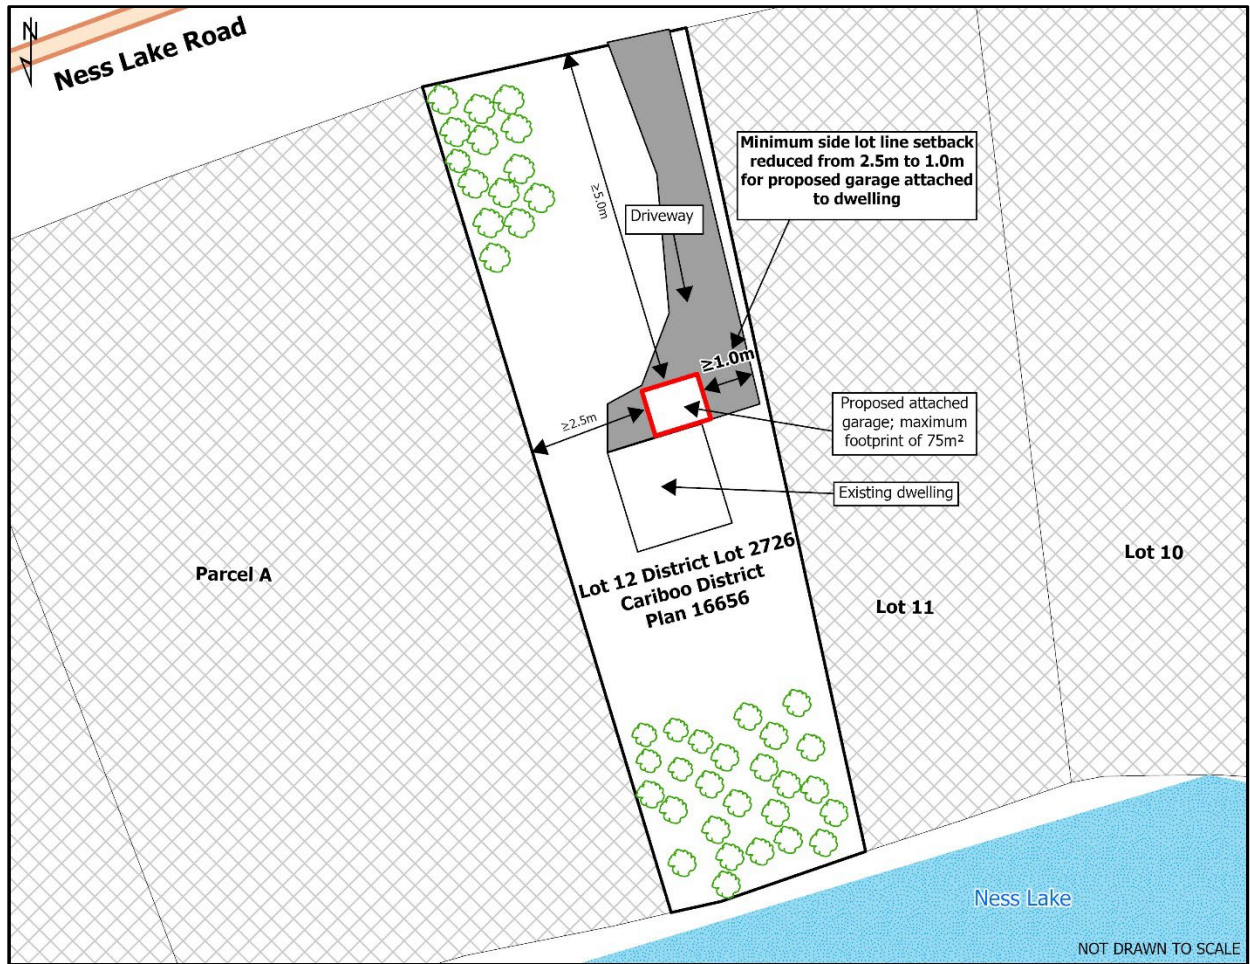 N
Ness Lake Road
Minimum side lot line setback
reduced from 2.5m to 1.0m
for proposed garage attached
to dwelling
≥5.0m
Driveway
≥1.0m
Proposed attached
garage; maximum
footprint of 75m²
≥2.5m
Existing dwelling
Lot 12 District Lot 2726
Cariboo District
Plan 16656
Parcel A
Lot 11
Lot 10
Ness Lake
NOT DRAWN TO SCALE